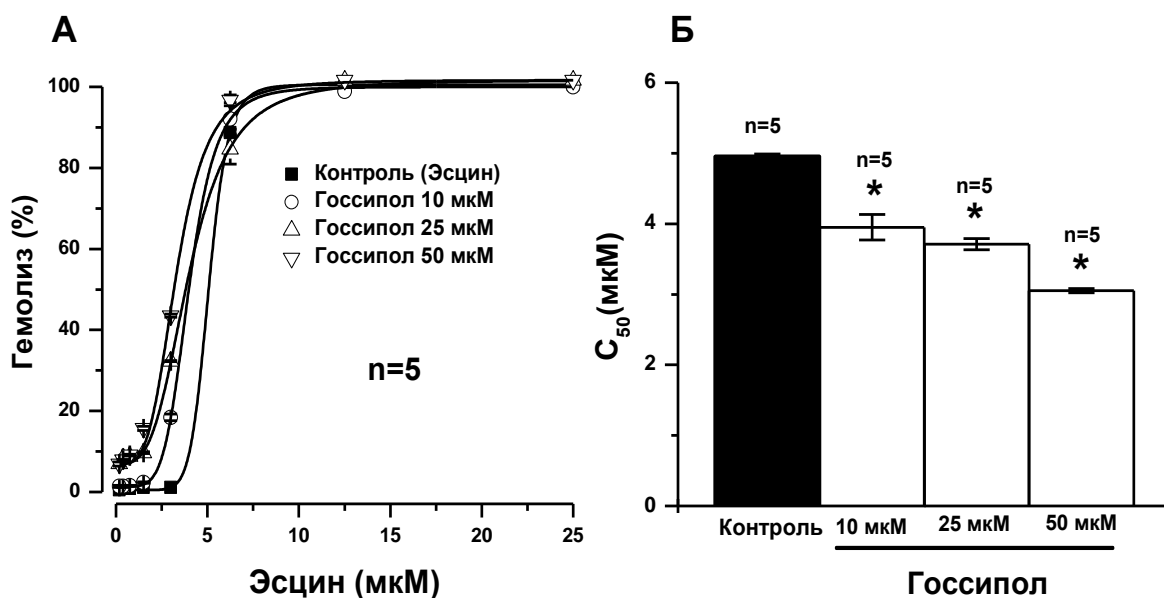 А
Гемолиз (%)
100
80
60
40
20
0
Контроль (Эсцин)
Госсипол 10 мкМ
Госсипол 25 мкМ
Госсипол 50 мкМ
n=5
0 5 10 15 20 25
Эсцин (мкМ)
Б
C50(мкМ)
6
4
2
0
n=5
n=5
*
n=5
*
n=5
*
Контроль 10 мкМ 25 мкМ 50 мкМ
Госсипол